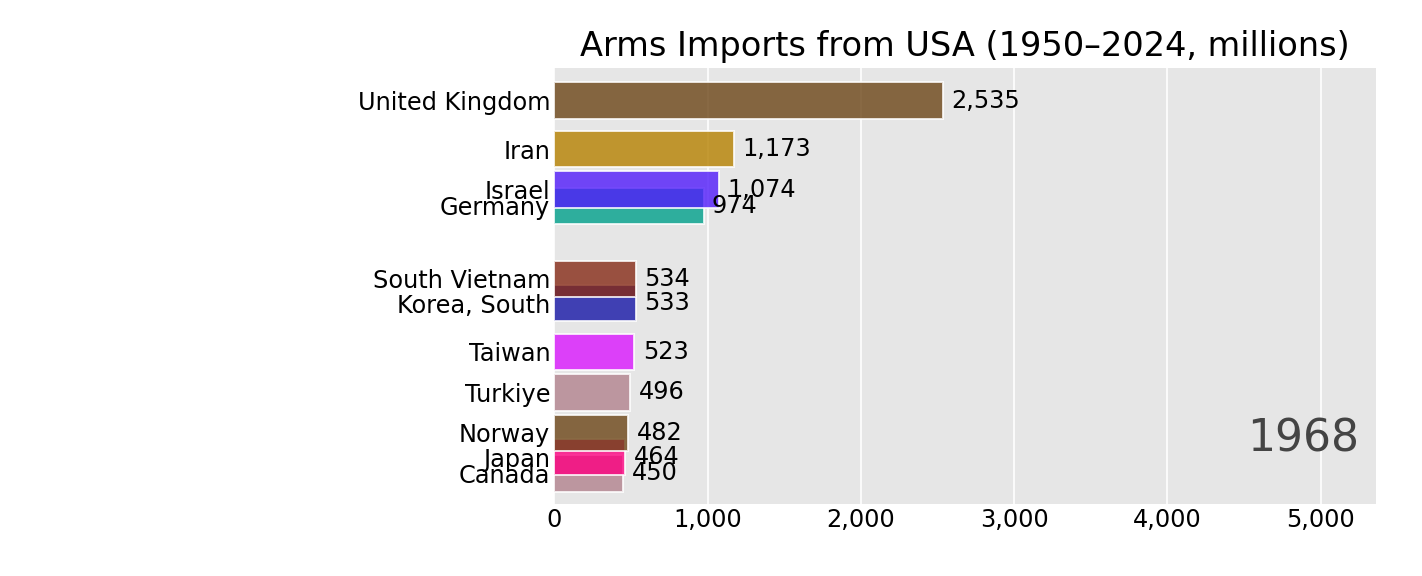 Arms Imports from USA (1950–2024, millions)
United Kingdom 2,535
Iran 1,173
Israel 1,074
Germany 974
South Vietnam 534
Korea, South 533
Taiwan 523
Turkiye 496
Norway 482
Japan 464
Canada 450
1968
0 1,000 2,000 3,000 4,000 5,000